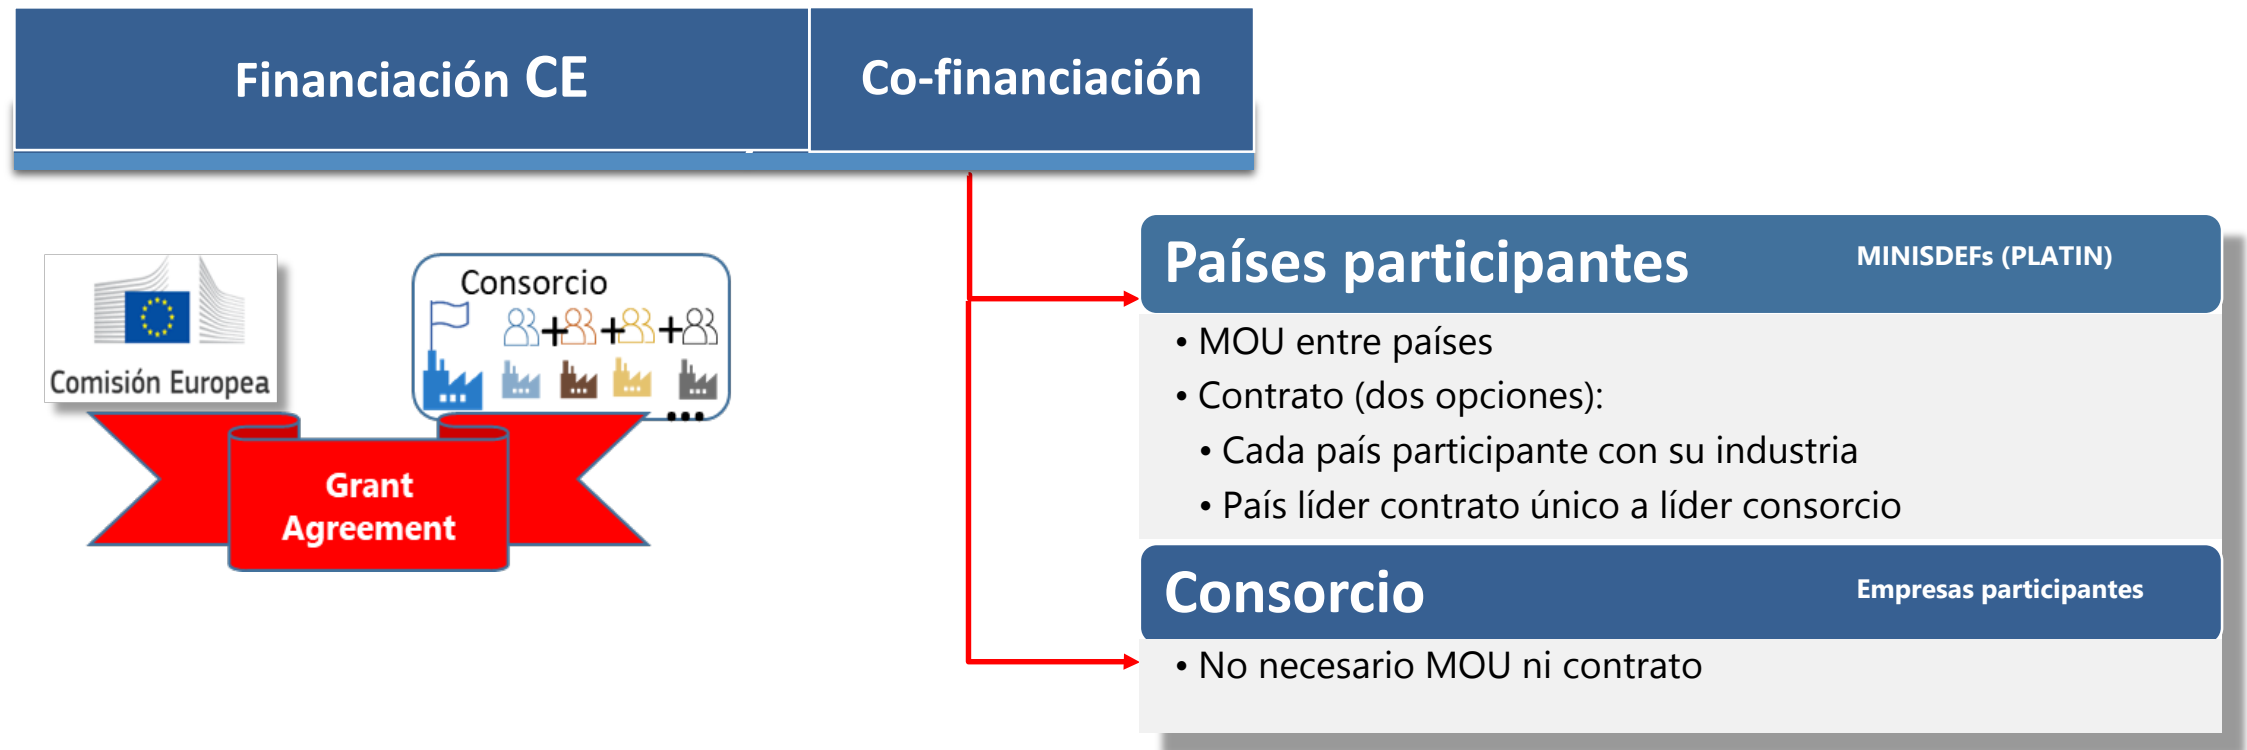 Financiación CE
Co-financiación
Comisión Europea
Consorcio
Grant
Agreement
Países participantes
MINISDEFs (PLATIN)
• MOU entre países
• Contrato (dos opciones):
• Cada país participante con su industria
• País líder contrato único a líder consorcio
Consorcio
Empresas participantes
• No necesario MOU ni contrato